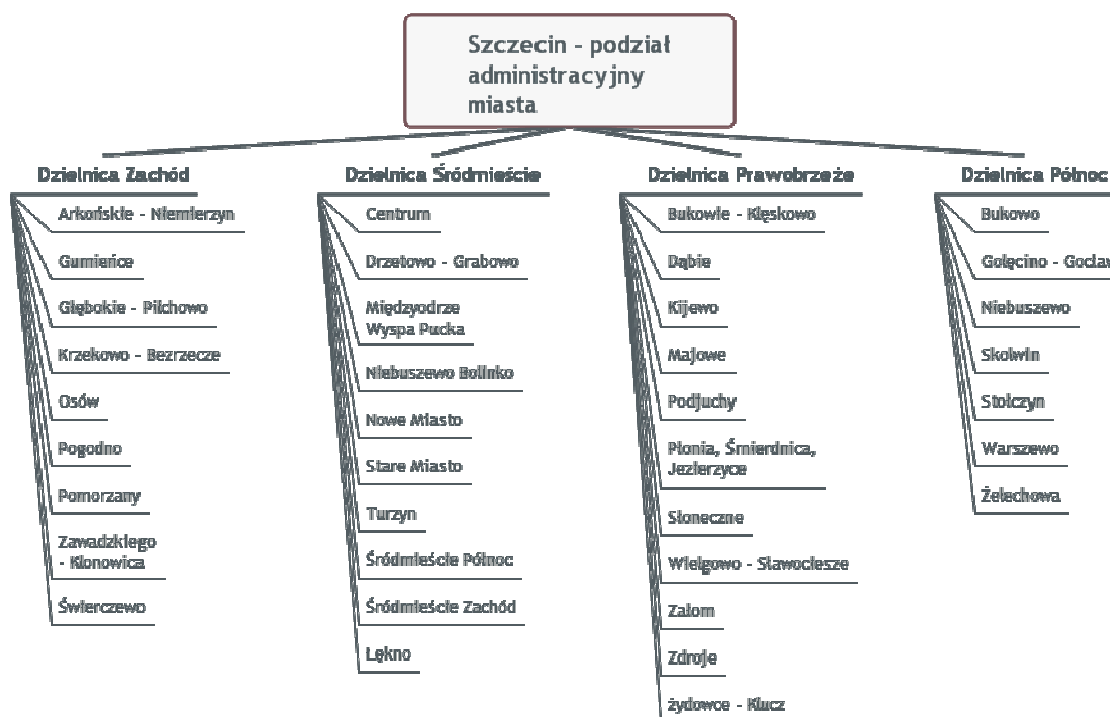 Szczecin - podział
administracyjny
miasta
Dzielnica Zachód
Arkońskie - Niemierzyn
Gumieńce
Głębokie - Pilchowo
Krzekowo - Bezrzecze
Osów
Pogodno
Pomorzany
Zawadzkiego
- Klonowica
Świerczewo
Dzielnica Śródmieście
Centrum
Drzetowo - Grabowo
Międzyodrze
Wyspa Pucka
Niebuszewo Bolinko
Nowe Miasto
Stare Miasto
Turzyn
Śródmieście Północ
Śródmieście Zachód
Łękno
Dzielnica Prawobrzeże
Bukowie - Klęskowo
Dąbie
Kijewo
Majowe
Podjuchy
Płonia, Śmierdnica,
Jezierzyce
Słoneczne
Wielgowo - Sławociesze
Załom
Zdroje
żydowce - Klucz
Dzielnica Północ
Bukowo
Golęcino - Gocław
Niebuszewo
Skolwin
Stołczyn
Warszewo
Żelechowa